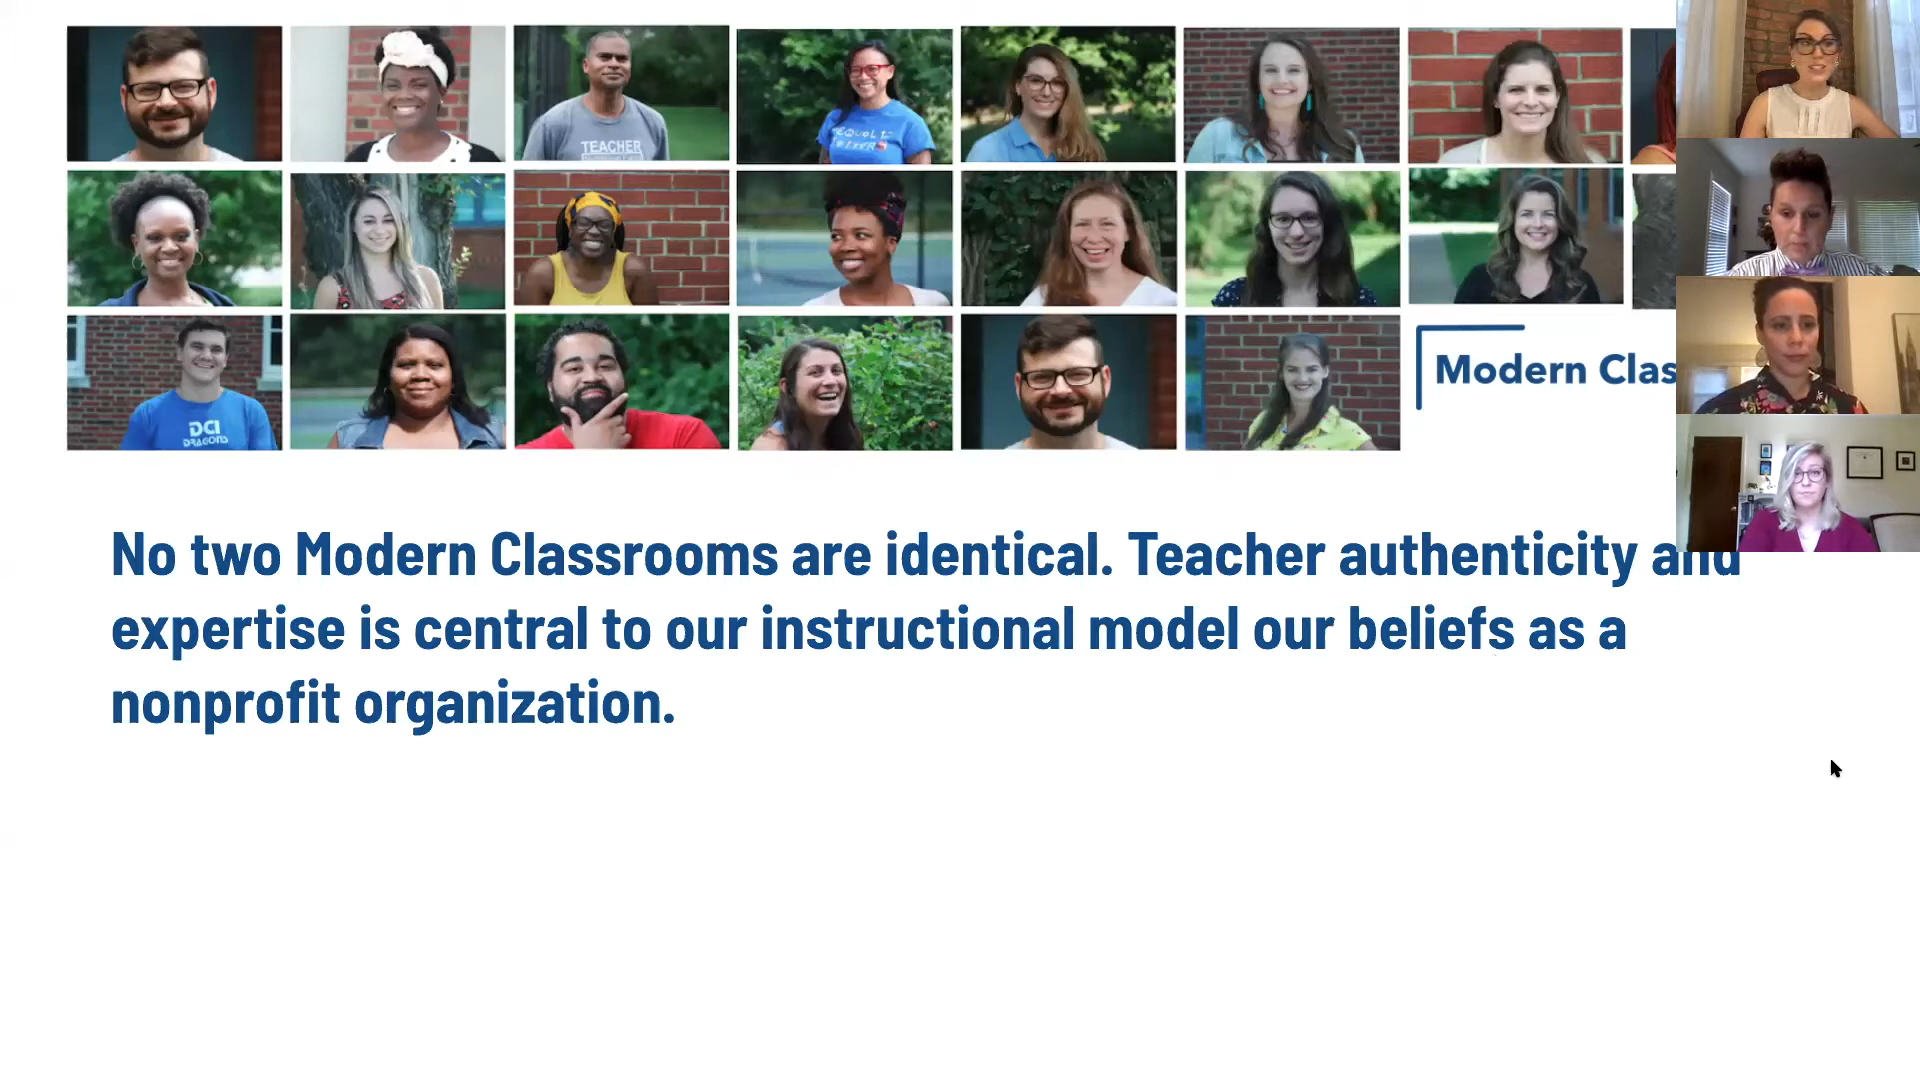 TEACHER
DCI
DRAGONS
Modern Clas
No two Modern Classrooms are identical. Teacher authenticity and
expertise is central to our instructional model our beliefs as a
nonprofit organization.